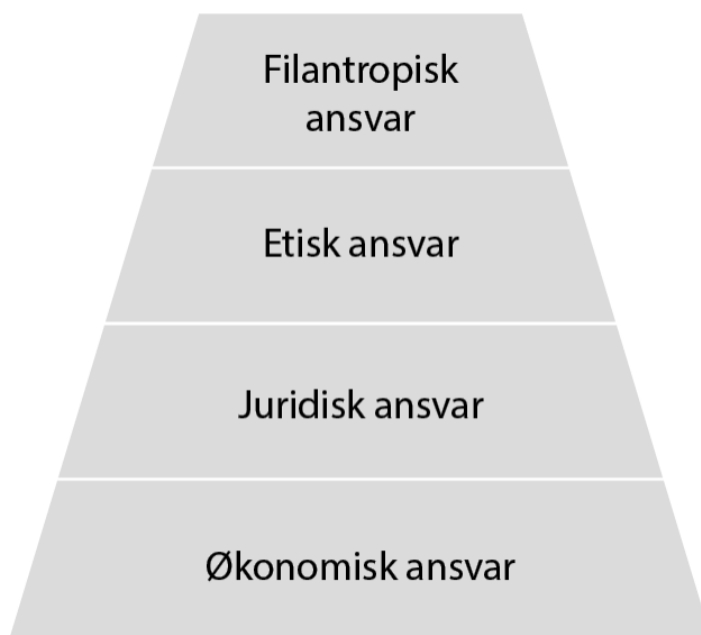 Filantropisk
ansvar
Etisk ansvar
Juridisk ansvar
Økonomisk ansvar